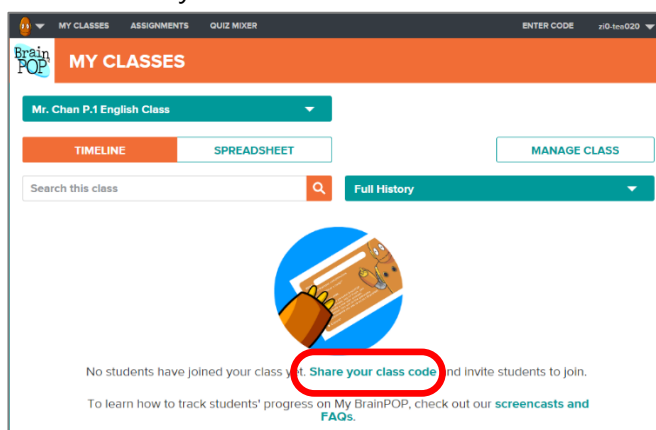 MY CLASSES ASSIGNMENTS QUIZ MIXER ENTER CODE zi0-tea020
Brain POP MY CLASSES
Mr. Chan P.1 English Class
TIMELINE SPREADSHEET MANAGE CLASS
Search this class Full History
No students have joined your class yet. Share your class code and invite students to join.
To learn how to track students' progress on My BrainPOP, check out our screencasts and
FAQs.